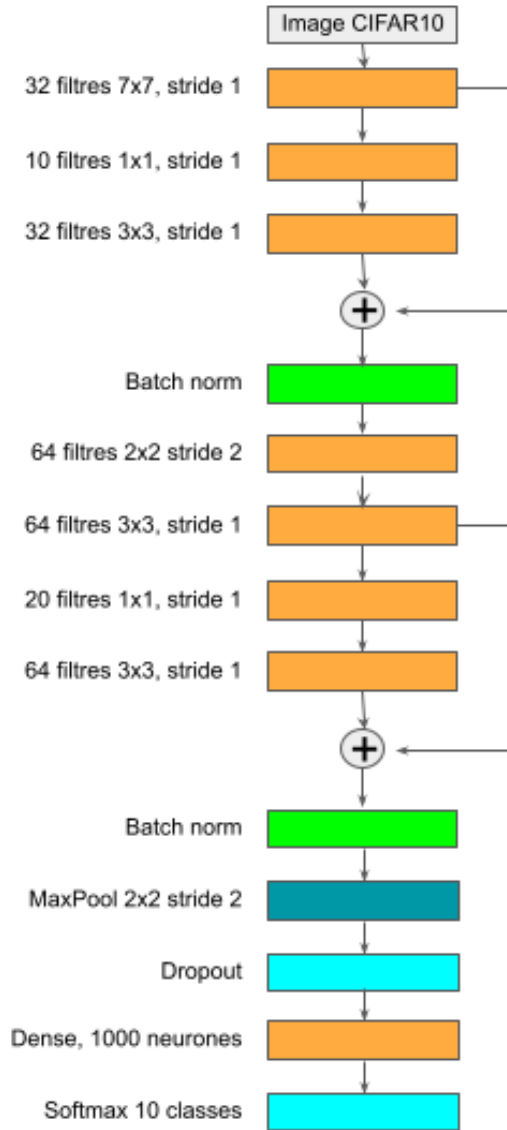 Image CIFAR10
32 filtres 7x7, stride 1
10 filtres 1x1, stride 1
32 filtres 3x3, stride 1
+
Batch norm
64 filtres 2x2 stride 2
64 filtres 3x3, stride 1
20 filtres 1x1, stride 1
64 filtres 3x3, stride 1
+
Batch norm
MaxPool 2x2 stride 2
Dropout
Dense, 1000 neurones
Softmax 10 classes